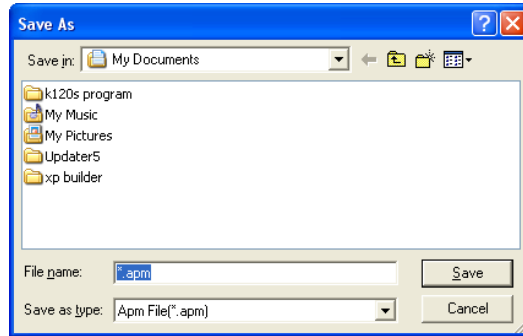 Save As
Save in: My Documents
k120s program
My Music
My Pictures
Updater5
xp builder
File name: *.apm Save
Save as type: Apm File(*.apm) Cancel